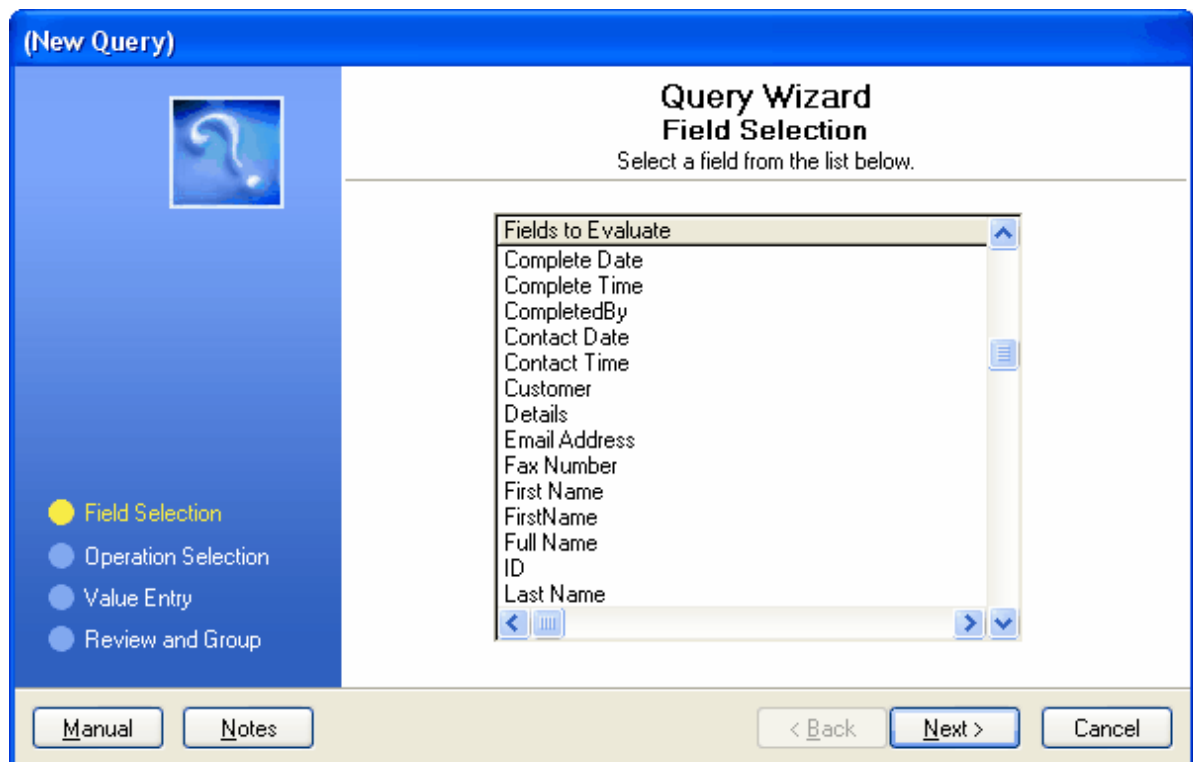 (New Query)
Query Wizard
Field Selection
Select a field from the list below.
Fields to Evaluate
Complete Date
Complete Time
CompletedBy
Contact Date
Contact Time
Customer
Details
Email Address
Fax Number
First Name
FirstName
Full Name
ID
Last Name
Field Selection
Operation Selection
Value Entry
Review and Group
Manual Notes < Back Next > Cancel